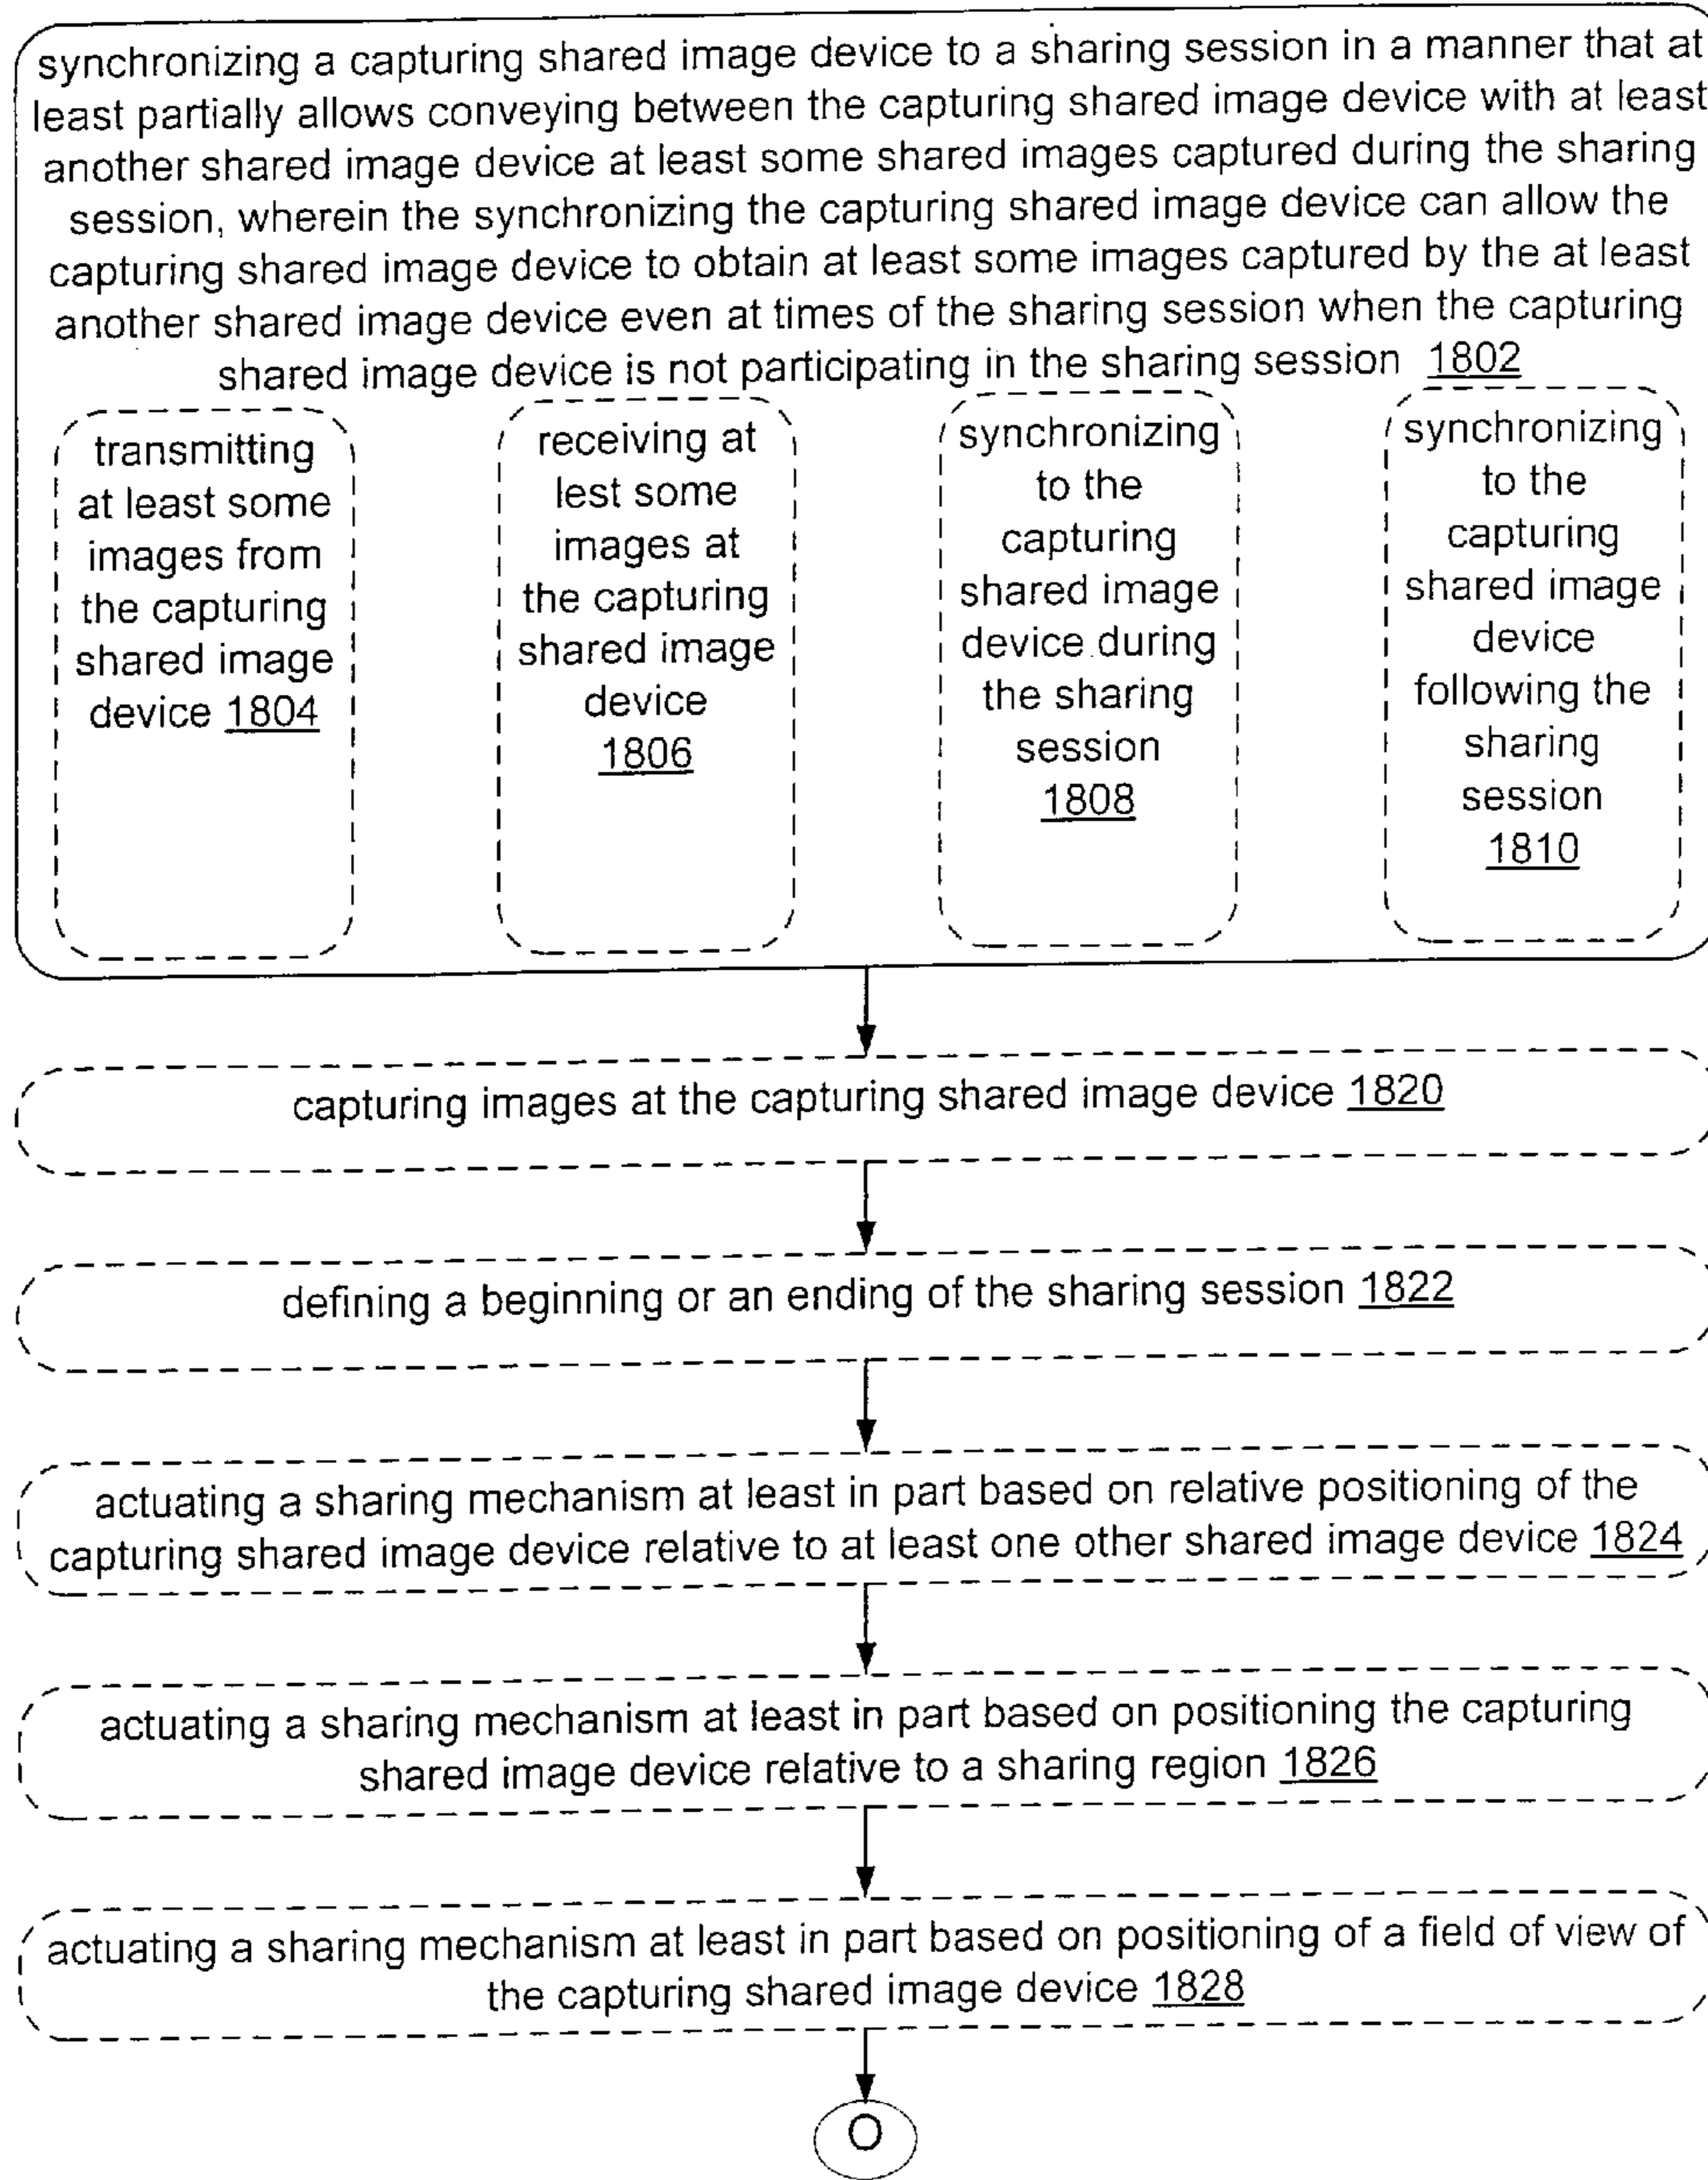 synchronizing a capturing shared image device to a sharing session in a manner that at
least partially allows conveying between the capturing shared image device with at least
another shared image device at least some shared images captured during the sharing
session, wherein the synchronizing the capturing shared image device can allow the
capturing shared image device to obtain at least some images captured by the at least
another shared image device even at times of the sharing session when the capturing
shared image device is not participating in the sharing session 1802
transmitting
at least some
images from
the capturing
shared image
device 1804
receiving at
lest some
images at
the capturing
shared image
device
1806
synchronizing
to the
capturing
shared image
device during
the sharing
session
1808
synchronizing
to the
capturing
shared image
device
following the
sharing
session
1810
capturing images at the capturing shared image device 1820
defining a beginning or an ending of the sharing session 1822
actuating a sharing mechanism at least in part based on relative positioning of the
capturing shared image device relative to at least one other shared image device 1824
actuating a sharing mechanism at least in part based on positioning the capturing
shared image device relative to a sharing region 1826
actuating a sharing mechanism at least in part based on positioning of a field of view of
the capturing shared image device 1828
O